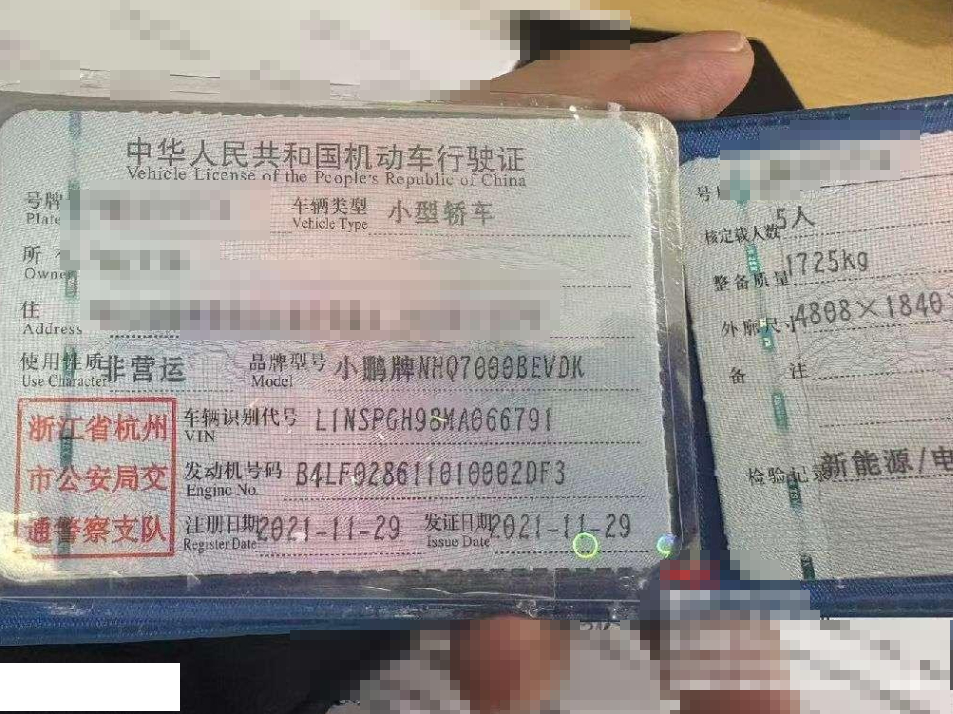 中华人民共和国机动车行驶证
Vehicle License of the People's Republic of China
号牌
Plate
车辆类型 小型轿车
Vehicle Type
所
Owner
住
Address
使用性质 非营运
Use Character
品牌型号 小鹏牌NHQ7000BEVDK
Model
浙江省杭州
市公安局交
通警察支队
车辆识别代号 L1NSPGH98MA066791
VIN
发动机号码 B4LF028611010002DF3
Engine No.
注册日期 2021-11-29
Register Date
发证日期 2021-11-29
Issue Date
号
核定载人数 5人
整备质量 1725kg
外廓尺寸 4808×1840×
备 注
检验记录 新能源/电